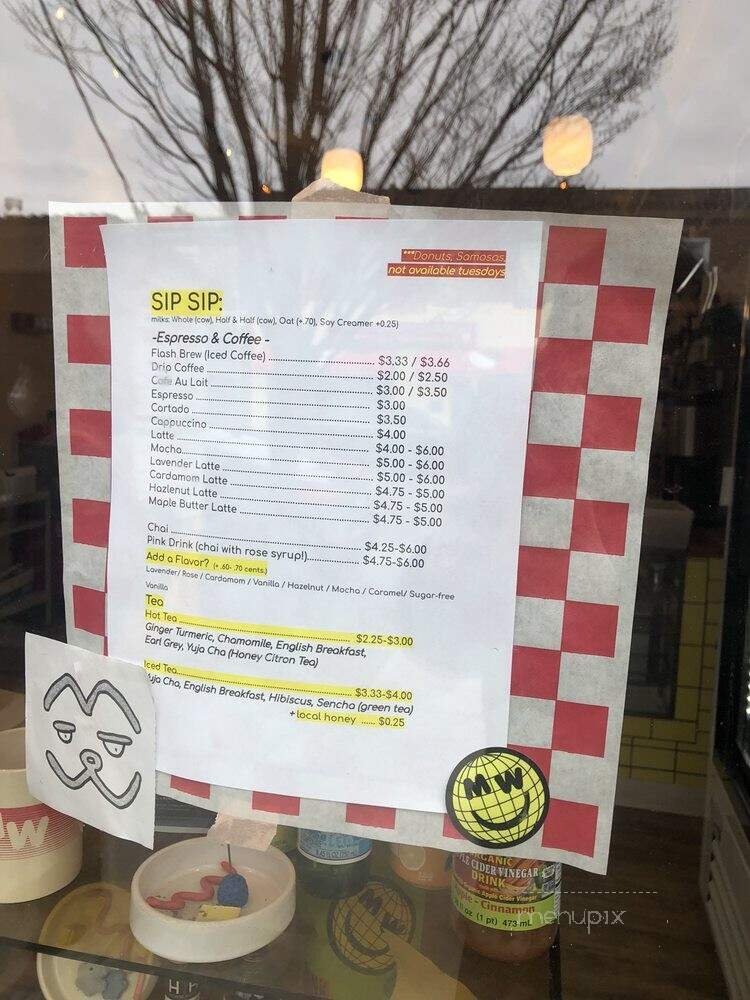 ***Donuts, Samosas,
not available tuesdays
SIP SIP:
milks: Whole (cow), Half & Half (cow), Oat (+.70), Soy Creamer +0.25)
-Espresso & Coffee -
Flash Brew (Iced Coffee) $3.33 / $3.66
Drip Coffee $2.00 / $2.50
Cafe Au Lait $3.00 / $3.50
Espresso $3.00
Cortado $3.50
Cappuccino $4.00
Latte $4.00 - $6.00
Mocha $5.00 - $6.00
Lavender Latte $5.00 - $6.00
Cardamom Latte $4.75 - $5.00
Hazlenut Latte $4.75 - $5.00
Maple Butter Latte $4.75 - $5.00
Chai $4.25-$6.00
Pink Drink (chai with rose syrup!) $4.75-$6.00
Add a Flavor? (+ .60- .70 cents)
Lavender/ Rose / Cardamom / Vanilla / Hazelnut / Mocha / Caramel/ Sugar-free
Vanilla
Tea
Hot Tea $2.25-$3.00
Ginger Turmeric, Chamomile, English Breakfast,
Earl Grey, Yuja Cha (Honey Citron Tea)
Iced Tea $3.33-$4.00
Yuja Cha, English Breakfast, Hibiscus, Sencha (green tea)
+ local honey ...... $0.25
MW
MW
CIDER VINEGAR
DRINK
Cinnamon
(1 pt) 473 mL
MW
menupix